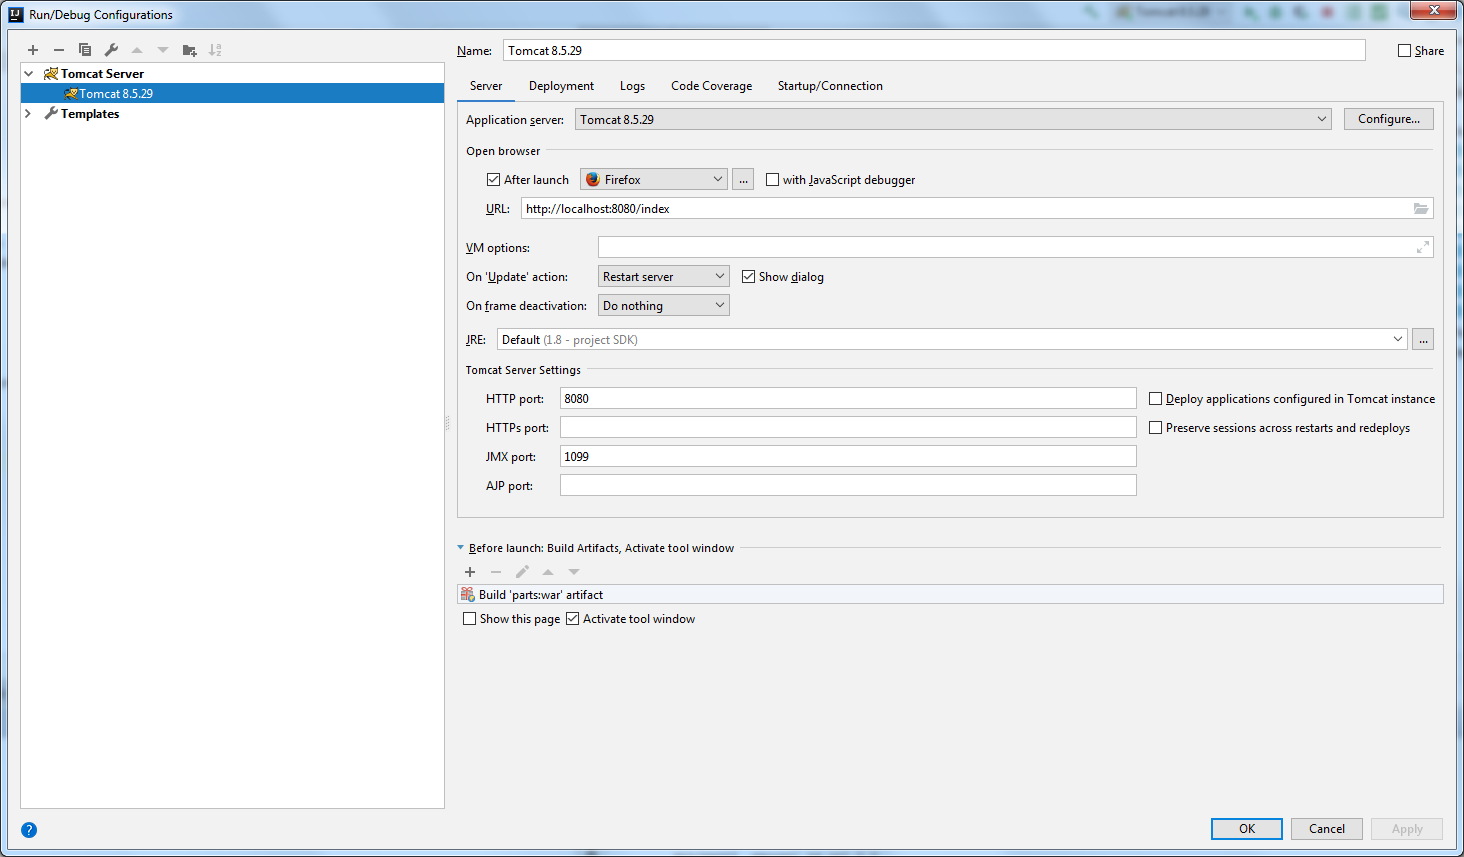 Run/Debug Configurations
Tomcat 8.5.29
Tomcat Server
Tomcat 8.5.29
Templates
Name: Tomcat 8.5.29
Share
Server Deployment Logs Code Coverage Startup/Connection
Application server: Tomcat 8.5.29 Configure...
Open browser
After launch Firefox ... with JavaScript debugger
URL: http://localhost:8080/index
VM options:
On 'Update' action: Restart server Show dialog
On frame deactivation: Do nothing
JRE: Default (1.8 - project SDK) ...
Tomcat Server Settings
HTTP port: 8080 Deploy applications configured in Tomcat instance
HTTPs port: Preserve sessions across restarts and redeploys
JMX port: 1099
AJP port:
Before launch: Build Artifacts, Activate tool window
Build 'parts:war' artifact
Show this page Activate tool window
? OK Cancel Apply